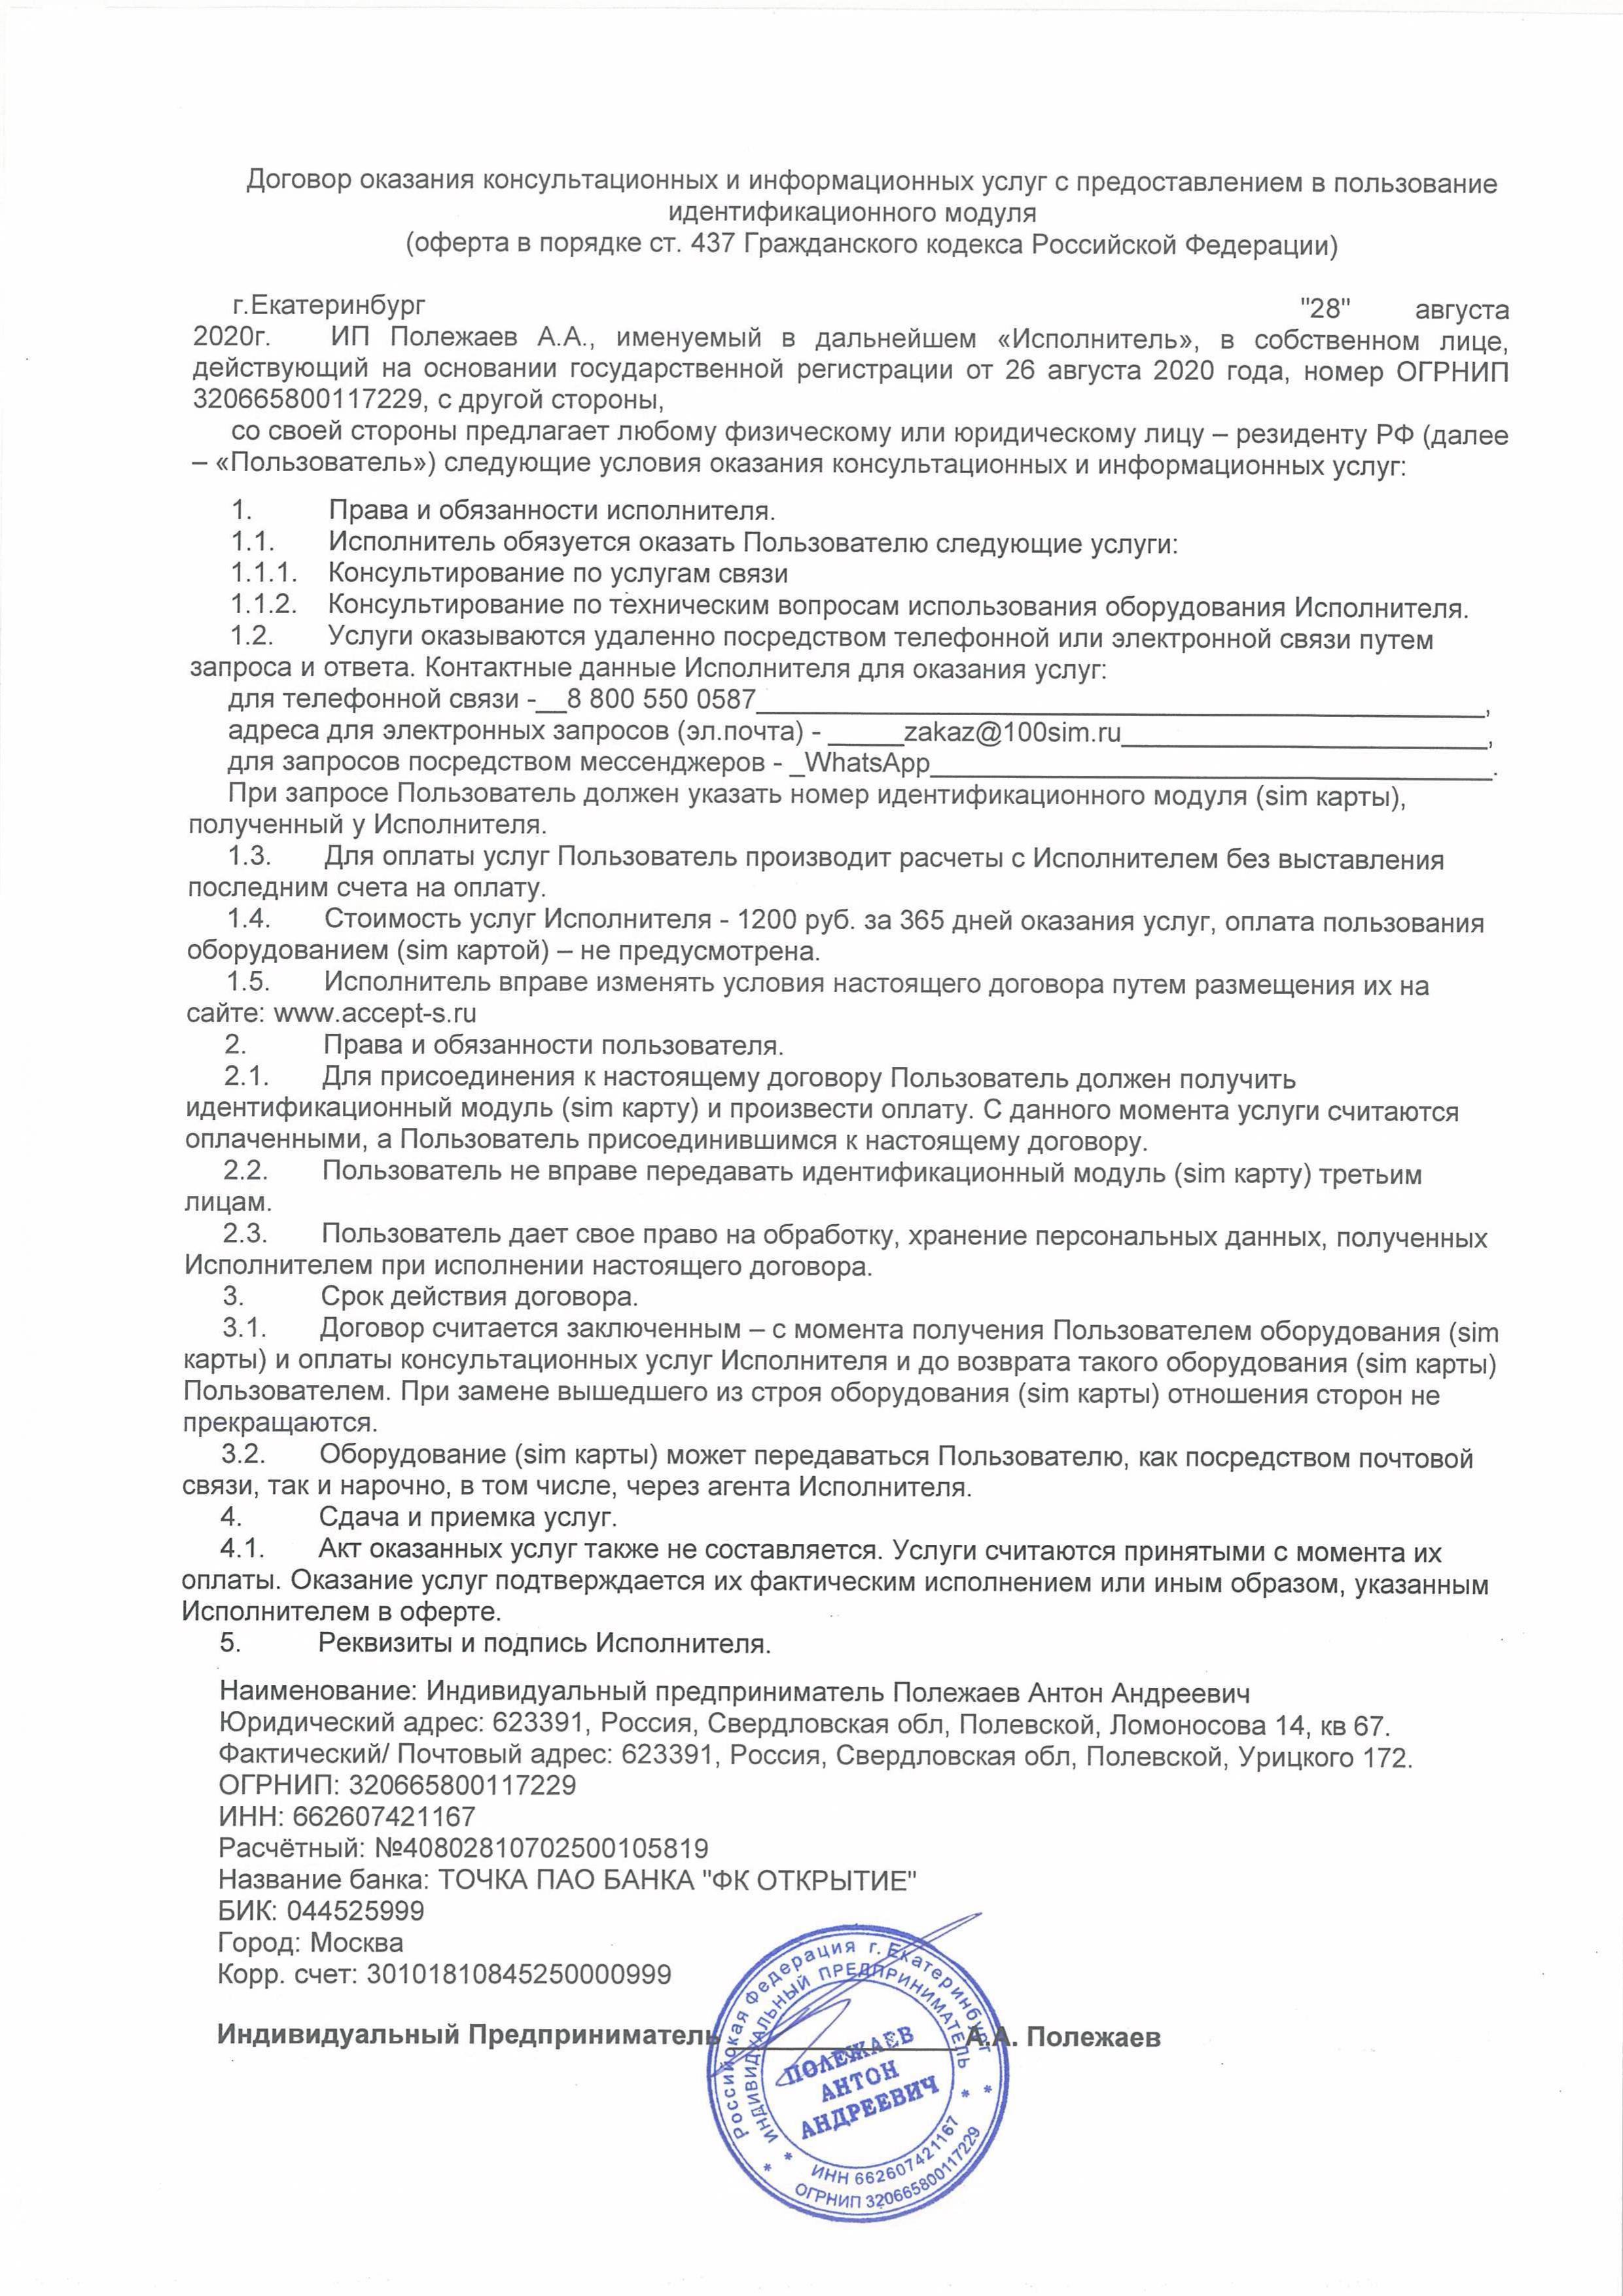 Договор оказания консультационных и информационных услуг с предоставлением в пользование
идентификационного модуля
(оферта в порядке ст. 437 Гражданского кодекса Российской Федерации)
г.Екатеринбург "28" августа
2020г. ИП Полежаев А.А., именуемый в дальнейшем «Исполнитель», в собственном лице,
действующий на основании государственной регистрации от 26 августа 2020 года, номер ОГРНИП
320665800117229, с другой стороны,
со своей стороны предлагает любому физическому или юридическому лицу – резиденту РФ (далее
– «Пользователь») следующие условия оказания консультационных и информационных услуг:
1. Права и обязанности исполнителя.
1.1. Исполнитель обязуется оказать Пользователю следующие услуги:
1.1.1. Консультирование по услугам связи
1.1.2. Консультирование по техническим вопросам использования оборудования Исполнителя.
1.2. Услуги оказываются удаленно посредством телефонной или электронной связи путем
запроса и ответа. Контактные данные Исполнителя для оказания услуг:
для телефонной связи -__8 800 550 0587________________________________________________,
адреса для электронных запросов (эл.почта) - _____zakaz@100sim.ru________________________,
для запросов посредством мессенджеров - _WhatsApp_____________________________________.
При запросе Пользователь должен указать номер идентификационного модуля (sim карты),
полученный у Исполнителя.
1.3. Для оплаты услуг Пользователь производит расчеты с Исполнителем без выставления
последним счета на оплату.
1.4. Стоимость услуг Исполнителя - 1200 руб. за 365 дней оказания услуг, оплата пользования
оборудованием (sim картой) – не предусмотрена.
1.5. Исполнитель вправе изменять условия настоящего договора путем размещения их на
сайте: www.accept-s.ru
2. Права и обязанности пользователя.
2.1. Для присоединения к настоящему договору Пользователь должен получить
идентификационный модуль (sim карту) и произвести оплату. С данного момента услуги считаются
оплаченными, а Пользователь присоединившимся к настоящему договору.
2.2. Пользователь не вправе передавать идентификационный модуль (sim карту) третьим
лицам.
2.3. Пользователь дает свое право на обработку, хранение персональных данных, полученных
Исполнителем при исполнении настоящего договора.
3. Срок действия договора.
3.1. Договор считается заключенным – с момента получения Пользователем оборудования (sim
карты) и оплаты консультационных услуг Исполнителя и до возврата такого оборудования (sim карты)
Пользователем. При замене вышедшего из строя оборудования (sim карты) отношения сторон не
прекращаются.
3.2. Оборудование (sim карты) может передаваться Пользователю, как посредством почтовой
связи, так и нарочно, в том числе, через агента Исполнителя.
4. Сдача и приемка услуг.
4.1. Акт оказанных услуг также не составляется. Услуги считаются принятыми с момента их
оплаты. Оказание услуг подтверждается их фактическим исполнением или иным образом, указанным
Исполнителем в оферте.
5. Реквизиты и подпись Исполнителя.
Наименование: Индивидуальный предприниматель Полежаев Антон Андреевич
Юридический адрес: 623391, Россия, Свердловская обл, Полевской, Ломоносова 14, кв 67.
Фактический/ Почтовый адрес: 623391, Россия, Свердловская обл, Полевской, Урицкого 172.
ОГРНИП: 320665800117229
ИНН: 662607421167
Расчётный: №40802810702500105819
Название банка: ТОЧКА ПАО БАНКА "ФК ОТКРЫТИЕ"
БИК: 044525999
Город: Москва
Корр. счет: 30101810845250000999
Индивидуальный Предприниматель ________________А.А. Полежаев
Российская Федерация г. Екатеринбург
ИНДИВИДУАЛЬНЫЙ ПРЕДПРИНИМАТЕЛЬ
ПОЛЕЖАЕВ
АНТОН
АНДРЕЕВИЧ
* ИНН 662607421167 *
* ОГРНИП 320665800117229 *